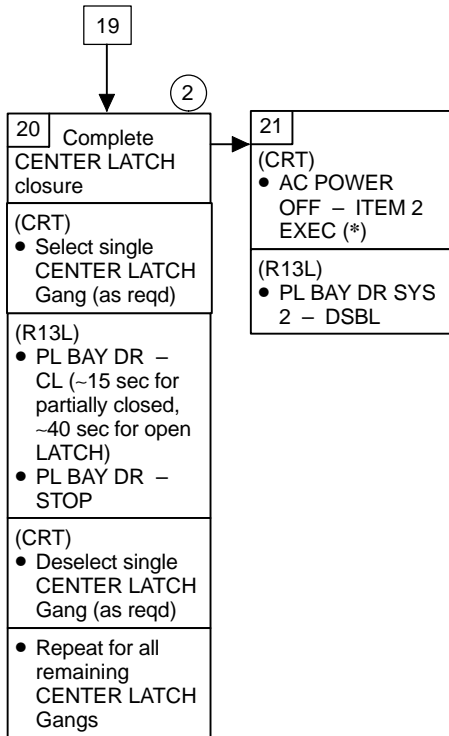 19
2
20
Complete
CENTER LATCH
closure
(CRT)
• Select single
CENTER LATCH
Gang (as reqd)
(R13L)
• PL BAY DR –
CL (~15 sec for
partially closed,
~40 sec for open
LATCH)
• PL BAY DR –
STOP
(CRT)
• Deselect single
CENTER LATCH
Gang (as reqd)
• Repeat for all
remaining
CENTER LATCH
Gangs
21
(CRT)
• AC POWER
OFF – ITEM 2
EXEC (*)
(R13L)
• PL BAY DR SYS
2 – DSBL